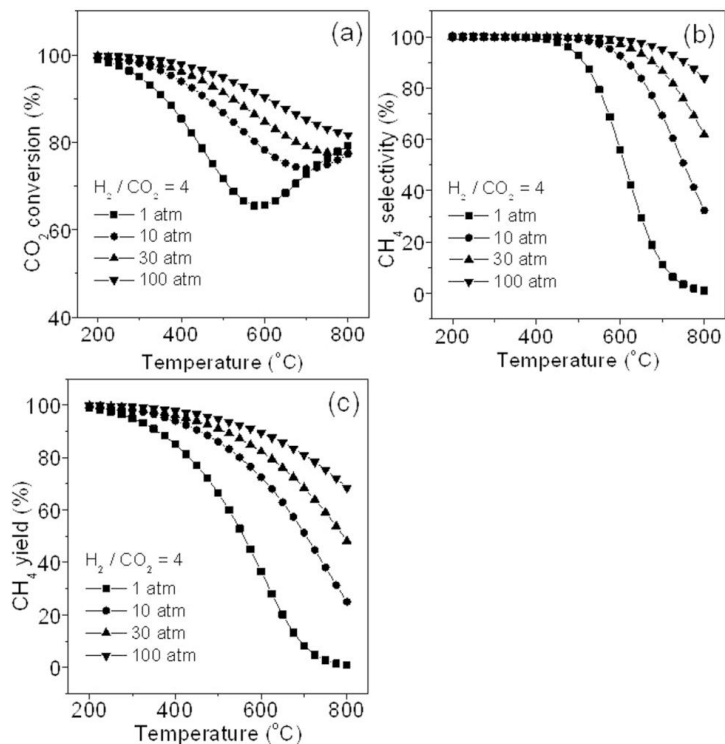 (a)
100
80
60
40
CO₂ conversion (%)
H₂ / CO₂ = 4
1 atm
10 atm
30 atm
100 atm
200 400 600 800
Temperature (°C)
(b)
100
80
60
40
20
0
CH₄ selectivity (%)
H₂ / CO₂ = 4
1 atm
10 atm
30 atm
100 atm
200 400 600 800
Temperature (°C)
(c)
100
80
60
40
20
0
CH₄ yield (%)
H₂ / CO₂ = 4
1 atm
10 atm
30 atm
100 atm
200 400 600 800
Temperature (°C)